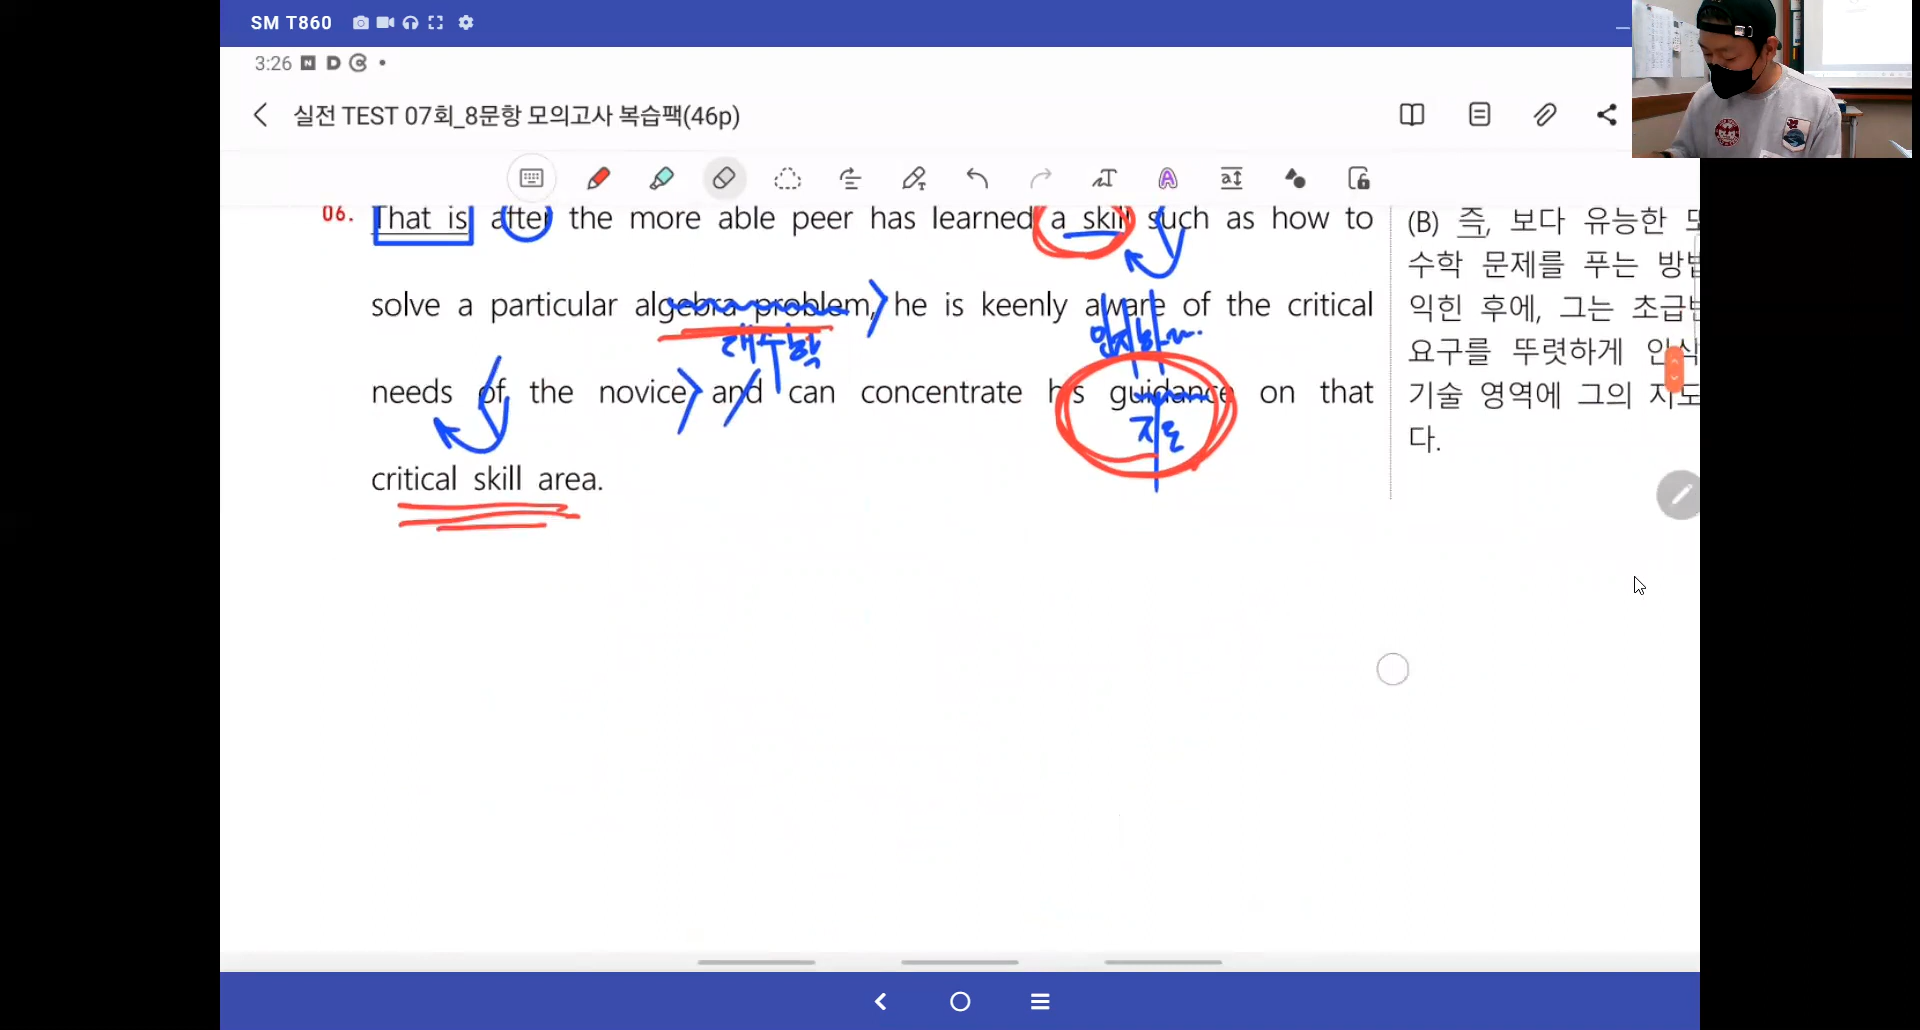 SM T860
3:26
실전 TEST 07회_8문항 모의고사 복습팩(46p)
06. That is after the more able peer has learned a skill such as how to
solve a particular algebra problem, he is keenly aware of the critical
대수학
인지하는
needs of the novice and can concentrate his guidance on that
지도
critical skill area.
(B) 즉, 보다 유능한 또
수학 문제를 푸는 방법
익힌 후에, 그는 초급반
요구를 뚜렷하게 인식
기술 영역에 그의 지도
다.